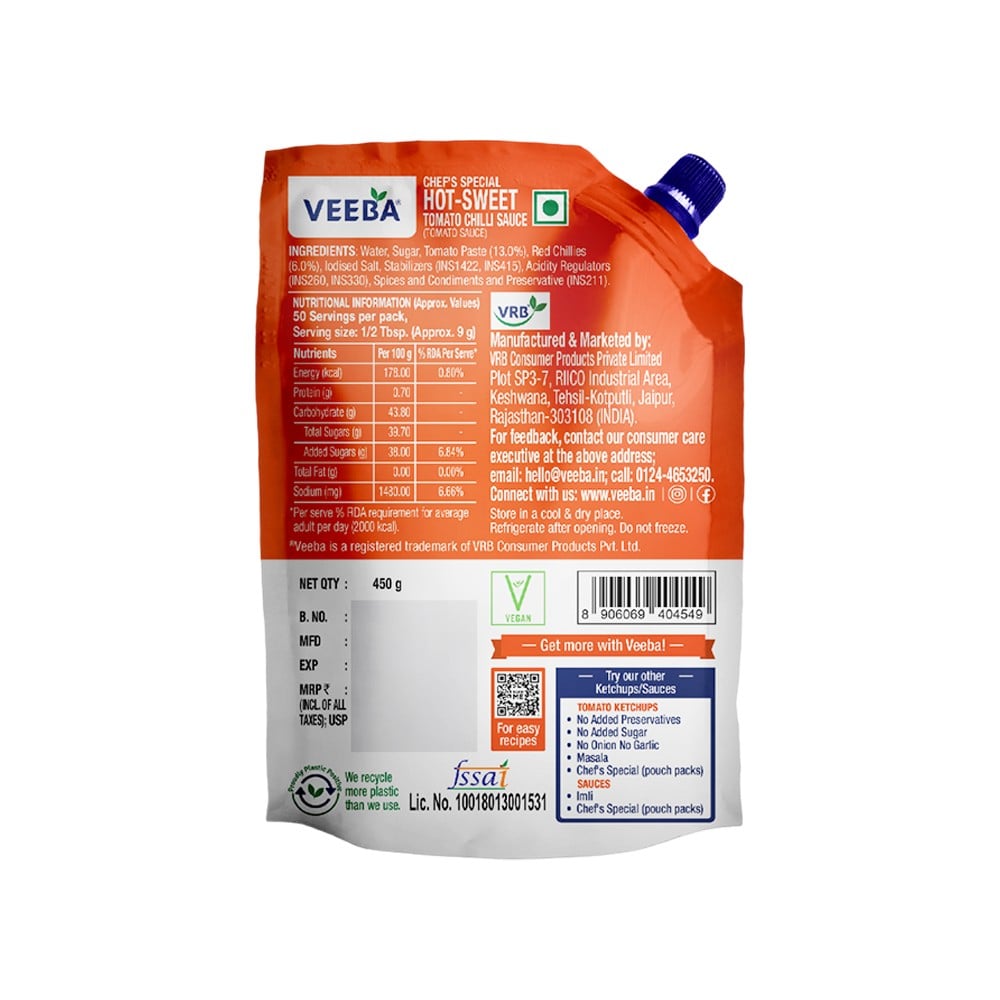 VEEBA®
CHEF'S SPECIAL
HOT-SWEET
TOMATO CHILLI SAUCE
(TOMATO SAUCE)
INGREDIENTS: Water, Sugar, Tomato Paste (13.0%), Red Chillies
(6.0%), Iodised Salt, Stabilizers (INS1422, INS415), Acidity Regulators
(INS260, INS330), Spices and Condiments and Preservative (INS211).
NUTRITIONAL INFORMATION (Approx. Values)
50 Servings per pack,
Serving size: 1/2 Tbsp. (Approx. 9 g)
Nutrients Per 100 g % RDA Per Serve*
Energy (kcal) 178.00 0.80%
Protein (g) 0.70 -
Carbohydrate (g) 43.80 -
Total Sugars (g) 39.70 -
Added Sugars (g) 38.00 6.84%
Total Fat (g) 0.00 0.00%
Sodium (mg) 1480.00 6.66%
*Per serve % RDA requirement for average
adult per day (2000 kcal).
VRB
Manufactured & Marketed by:
VRB Consumer Products Private Limited
Plot SP3-7, RIICO Industrial Area,
Keshwana, Tehsil-Kotputli, Jaipur,
Rajasthan-303108 (INDIA).
For feedback, contact our consumer care
executive at the above address;
email: hello@veeba.in; call: 0124-4653250.
Connect with us: www.veeba.in
Store in a cool & dry place.
Refrigerate after opening. Do not freeze.
®Veeba is a registered trademark of VRB Consumer Products Pvt. Ltd.
NET QTY : 450 g
B. NO. :
MFD :
EXP :
MRP ₹ :
(INCL. OF ALL
TAXES); USP
VEGAN
8 906069 404549
Get more with Veeba!
For easy
recipes
Try our other
Ketchups/Sauces
TOMATO KETCHUPS
• No Added Preservatives
• No Added Sugar
• No Onion No Garlic
• Masala
• Chef's Special (pouch packs)
SAUCES
• Imli
• Chef's Special (pouch packs)
Proudly Plastic Positive
We recycle
more plastic
than we use.
fssai
Lic. No. 10018013001531